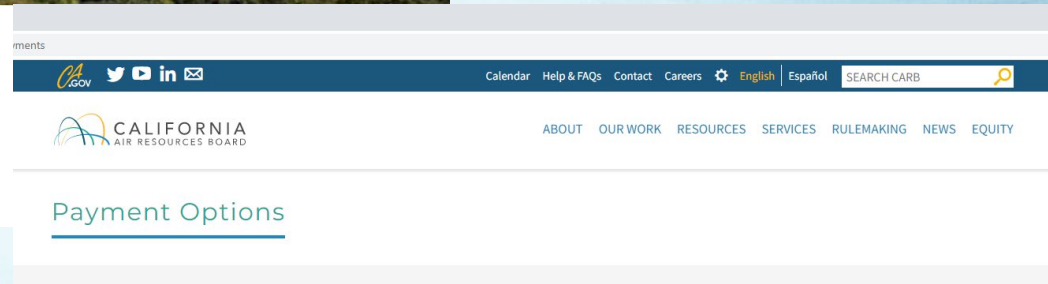 CA.GOV Calendar Help & FAQs Contact Careers English Español SEARCH CARB
CALIFORNIA
AIR RESOURCES BOARD
ABOUT OUR WORK RESOURCES SERVICES RULEMAKING NEWS EQUITY
Payment Options